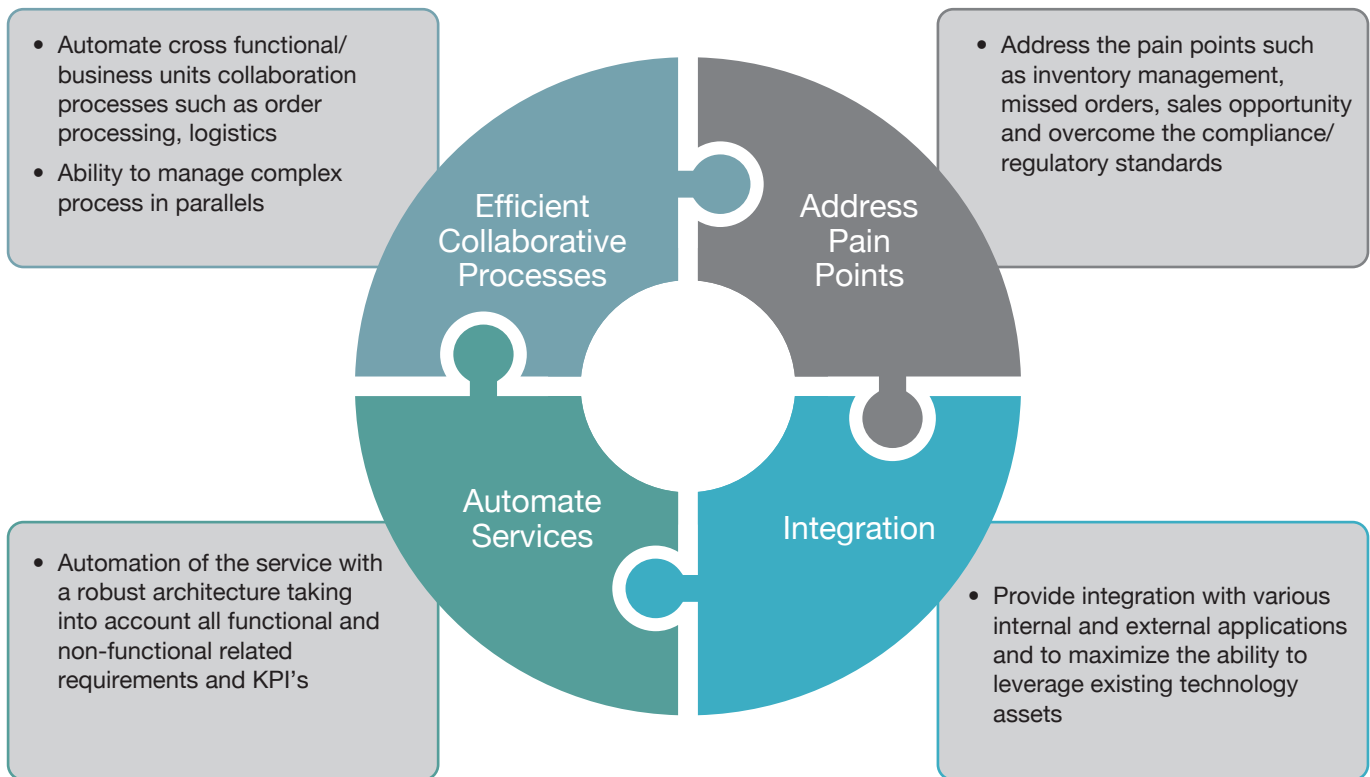 • Automate cross functional/
business units collaboration
processes such as order
processing, logistics
• Ability to manage complex
process in parallels
• Address the pain points such
as inventory management,
missed orders, sales opportunity
and overcome the compliance/
regulatory standards
Efficient
Collaborative
Processes
Address
Pain
Points
Automate
Services
Integration
• Automation of the service with
a robust architecture taking
into account all functional and
non-functional related
requirements and KPI’s
• Provide integration with various
internal and external applications
and to maximize the ability to
leverage existing technology
assets